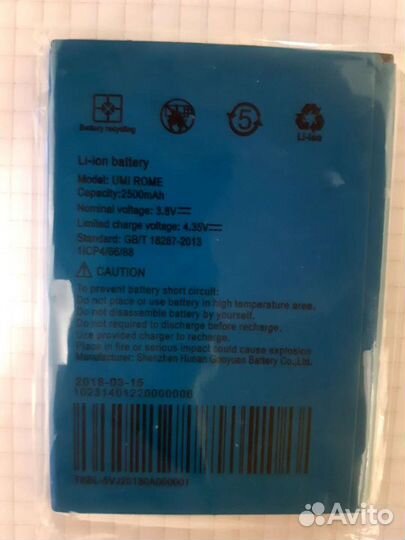 Battery recycling
5
Li-ion
Li-ion battery
Model: UMI ROME
Capacity:2500mAh
Nominal voltage: 3.8V
Limited charge voltage: 4.35V
Standard: GB/T 18287-2013
1ICP4/66/88
CAUTION
To prevent battery short circuit:
Do not place or use battery in high temperature area.
Do not disassemble battery by yourself.
Do not required to discharge before recharge.
Use provided charger to recharge.
Place in fire or serious impact could cause explosion
Manufacturer: Shenzhen Huaan Gaoyuan Battery Co.,Ltd.
2018-03-15
10231401220000006
Avito